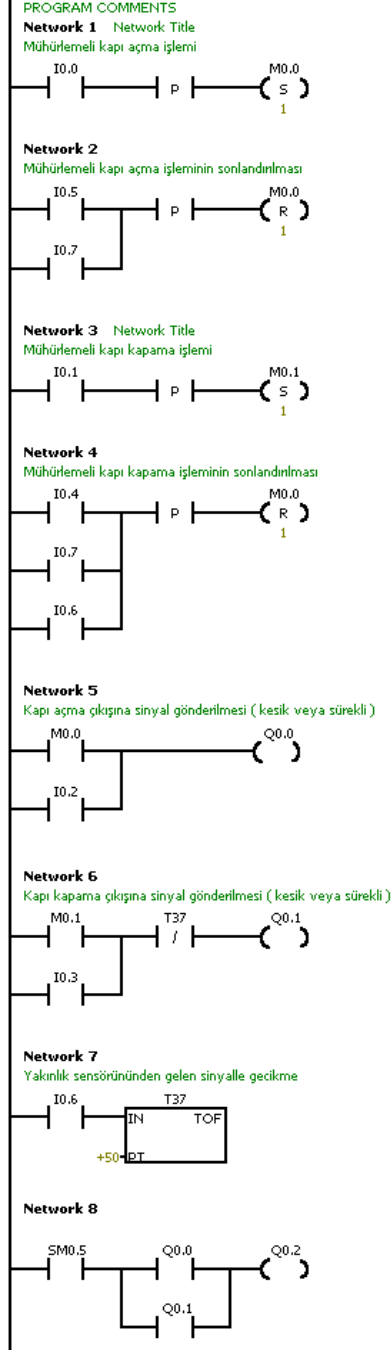 PROGRAM COMMENTS
Network 1 Network Title
Mühürlemeli kapı açma işlemi
I0.0
P
M0.0
S
1
Network 2
Mühürlemeli kapı açma işleminin sonlandırılması
I0.5
P
M0.0
R
1
I0.7
Network 3 Network Title
Mühürlemeli kapı kapama işlemi
I0.1
P
M0.1
S
1
Network 4
Mühürlemeli kapı kapama işleminin sonlandırılması
I0.4
P
M0.0
R
1
I0.7
I0.6
Network 5
Kapı açma çıkışına sinyal gönderilmesi ( kesik veya sürekli )
M0.0
Q0.0
I0.2
Network 6
Kapı kapama çıkışına sinyal gönderilmesi ( kesik veya sürekli )
M0.1
T37
/
Q0.1
I0.3
Network 7
Yakınlık sensörününden gelen sinyalle gecikme
I0.6
T37
IN TOF
+50 PT
Network 8
SM0.5
Q0.0
Q0.2
Q0.1